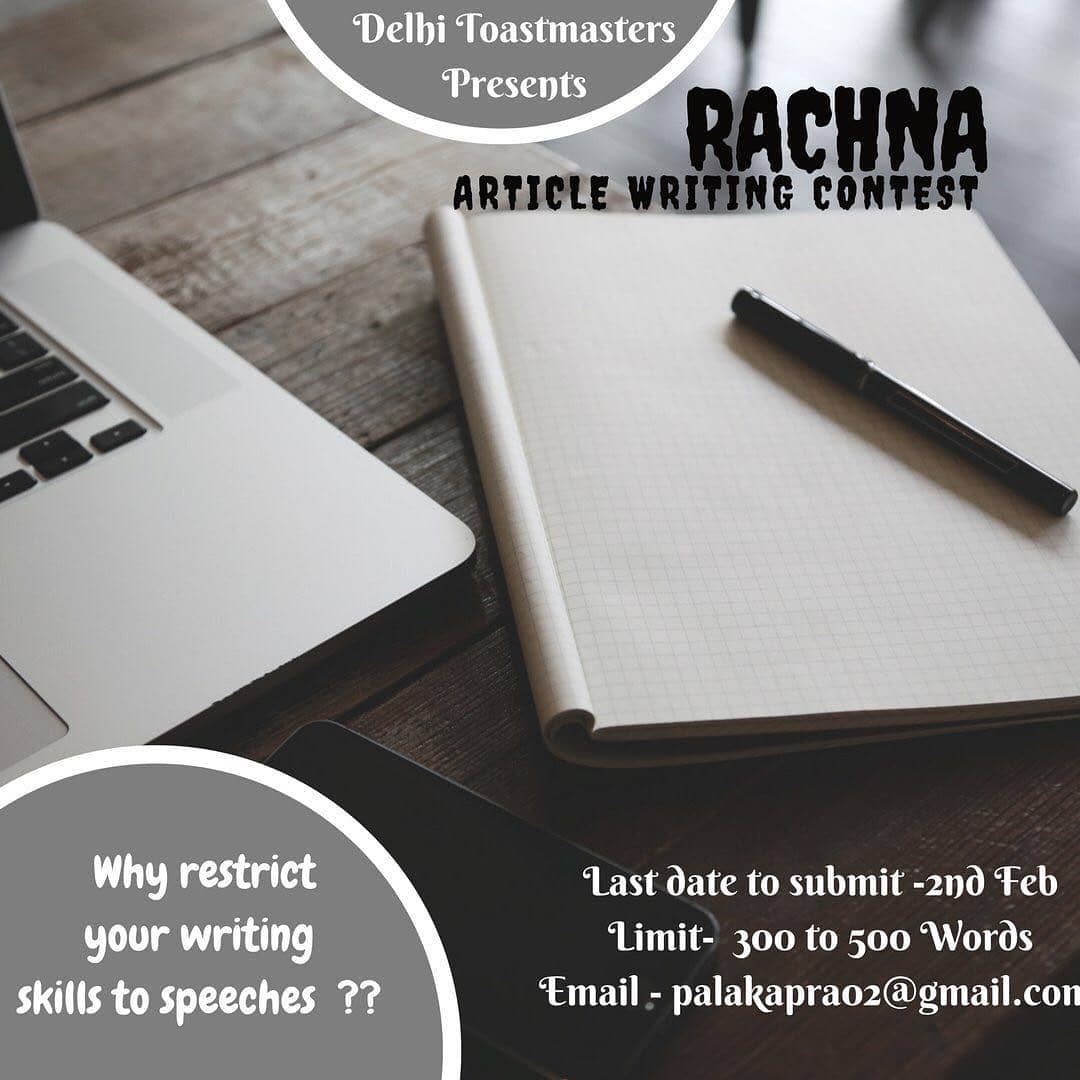 Delhi Toastmasters
Presents
RACHNA
ARTICLE WRITING CONTEST
Why restrict
your writing
skills to speeches ??
Last date to submit -2nd Feb
Limit- 300 to 500 Words
Email - palakapra02@gmail.com